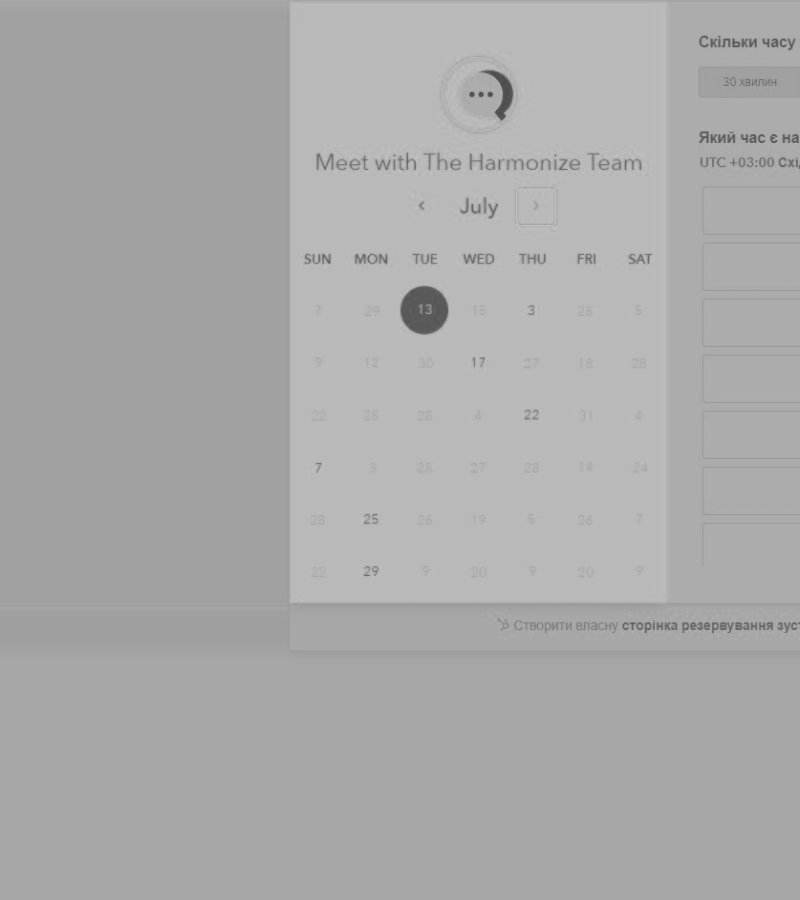 Meet with The Harmonize Team
July
SUN MON TUE WED THU FRI SAT
7 29 13 15 3 25 5
9 12 30 17 27 18 28
22 25 28 4 22 31 4
7 3 25 27 28 14 24
28 25 26 19 5 26 7
22 29 9 20 9 20 9
Скільки часу
30 хвилин
Який час є на
UTC +03:00 Схі
Створити власну сторінка резервування зуст